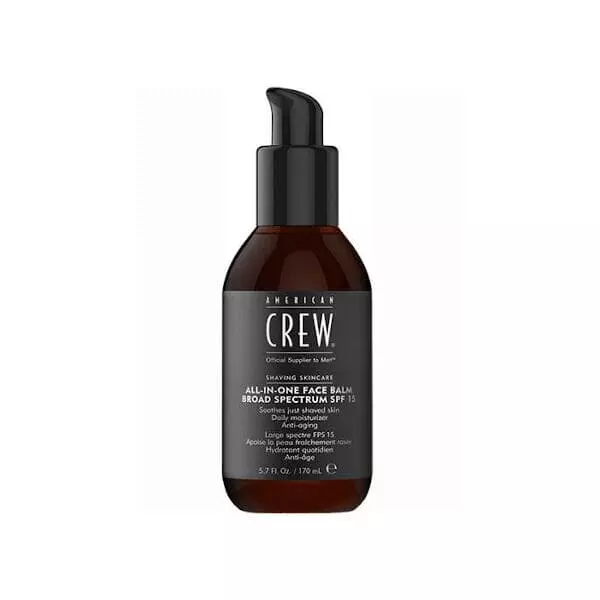 AMERICAN
CREW®
Official Supplier to Men™
SHAVING SKINCARE
ALL-IN-ONE FACE BALM
BROAD SPECTRUM SPF 15
Soothes just shaved skin
Daily moisturizer
Anti-aging
Large spectre FPS 15
Apaise la peau fraîchement rasée
Hydratant quotidien
Anti-âge
5.7 Fl. Oz. / 170 mL ℮